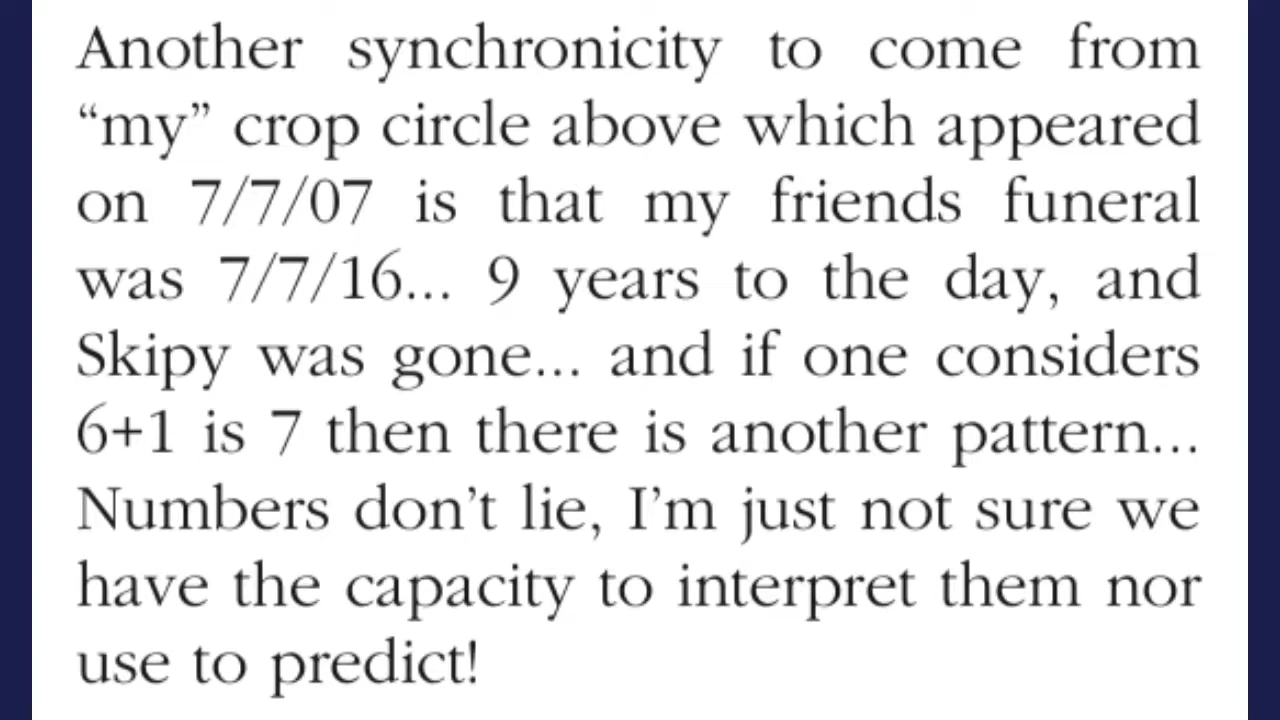 Another synchronicity to come from
“my” crop circle above which appeared
on 7/7/07 is that my friends funeral
was 7/7/16... 9 years to the day, and
Skipy was gone... and if one considers
6+1 is 7 then there is another pattern...
Numbers don’t lie, I’m just not sure we
have the capacity to interpret them nor
use to predict!